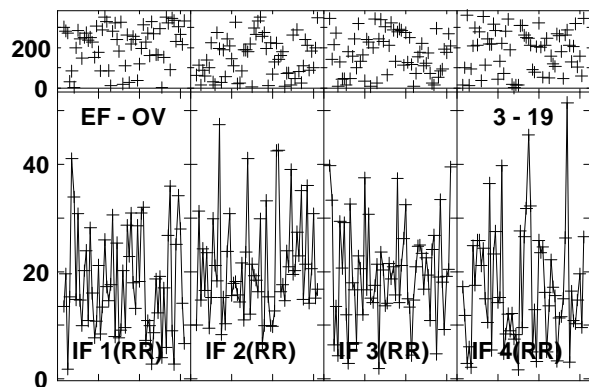 200
0
EF - OV
3 - 19
40
20
IF 1(RR)
IF 2(RR)
IF 3(RR)
IF 4(RR)
0